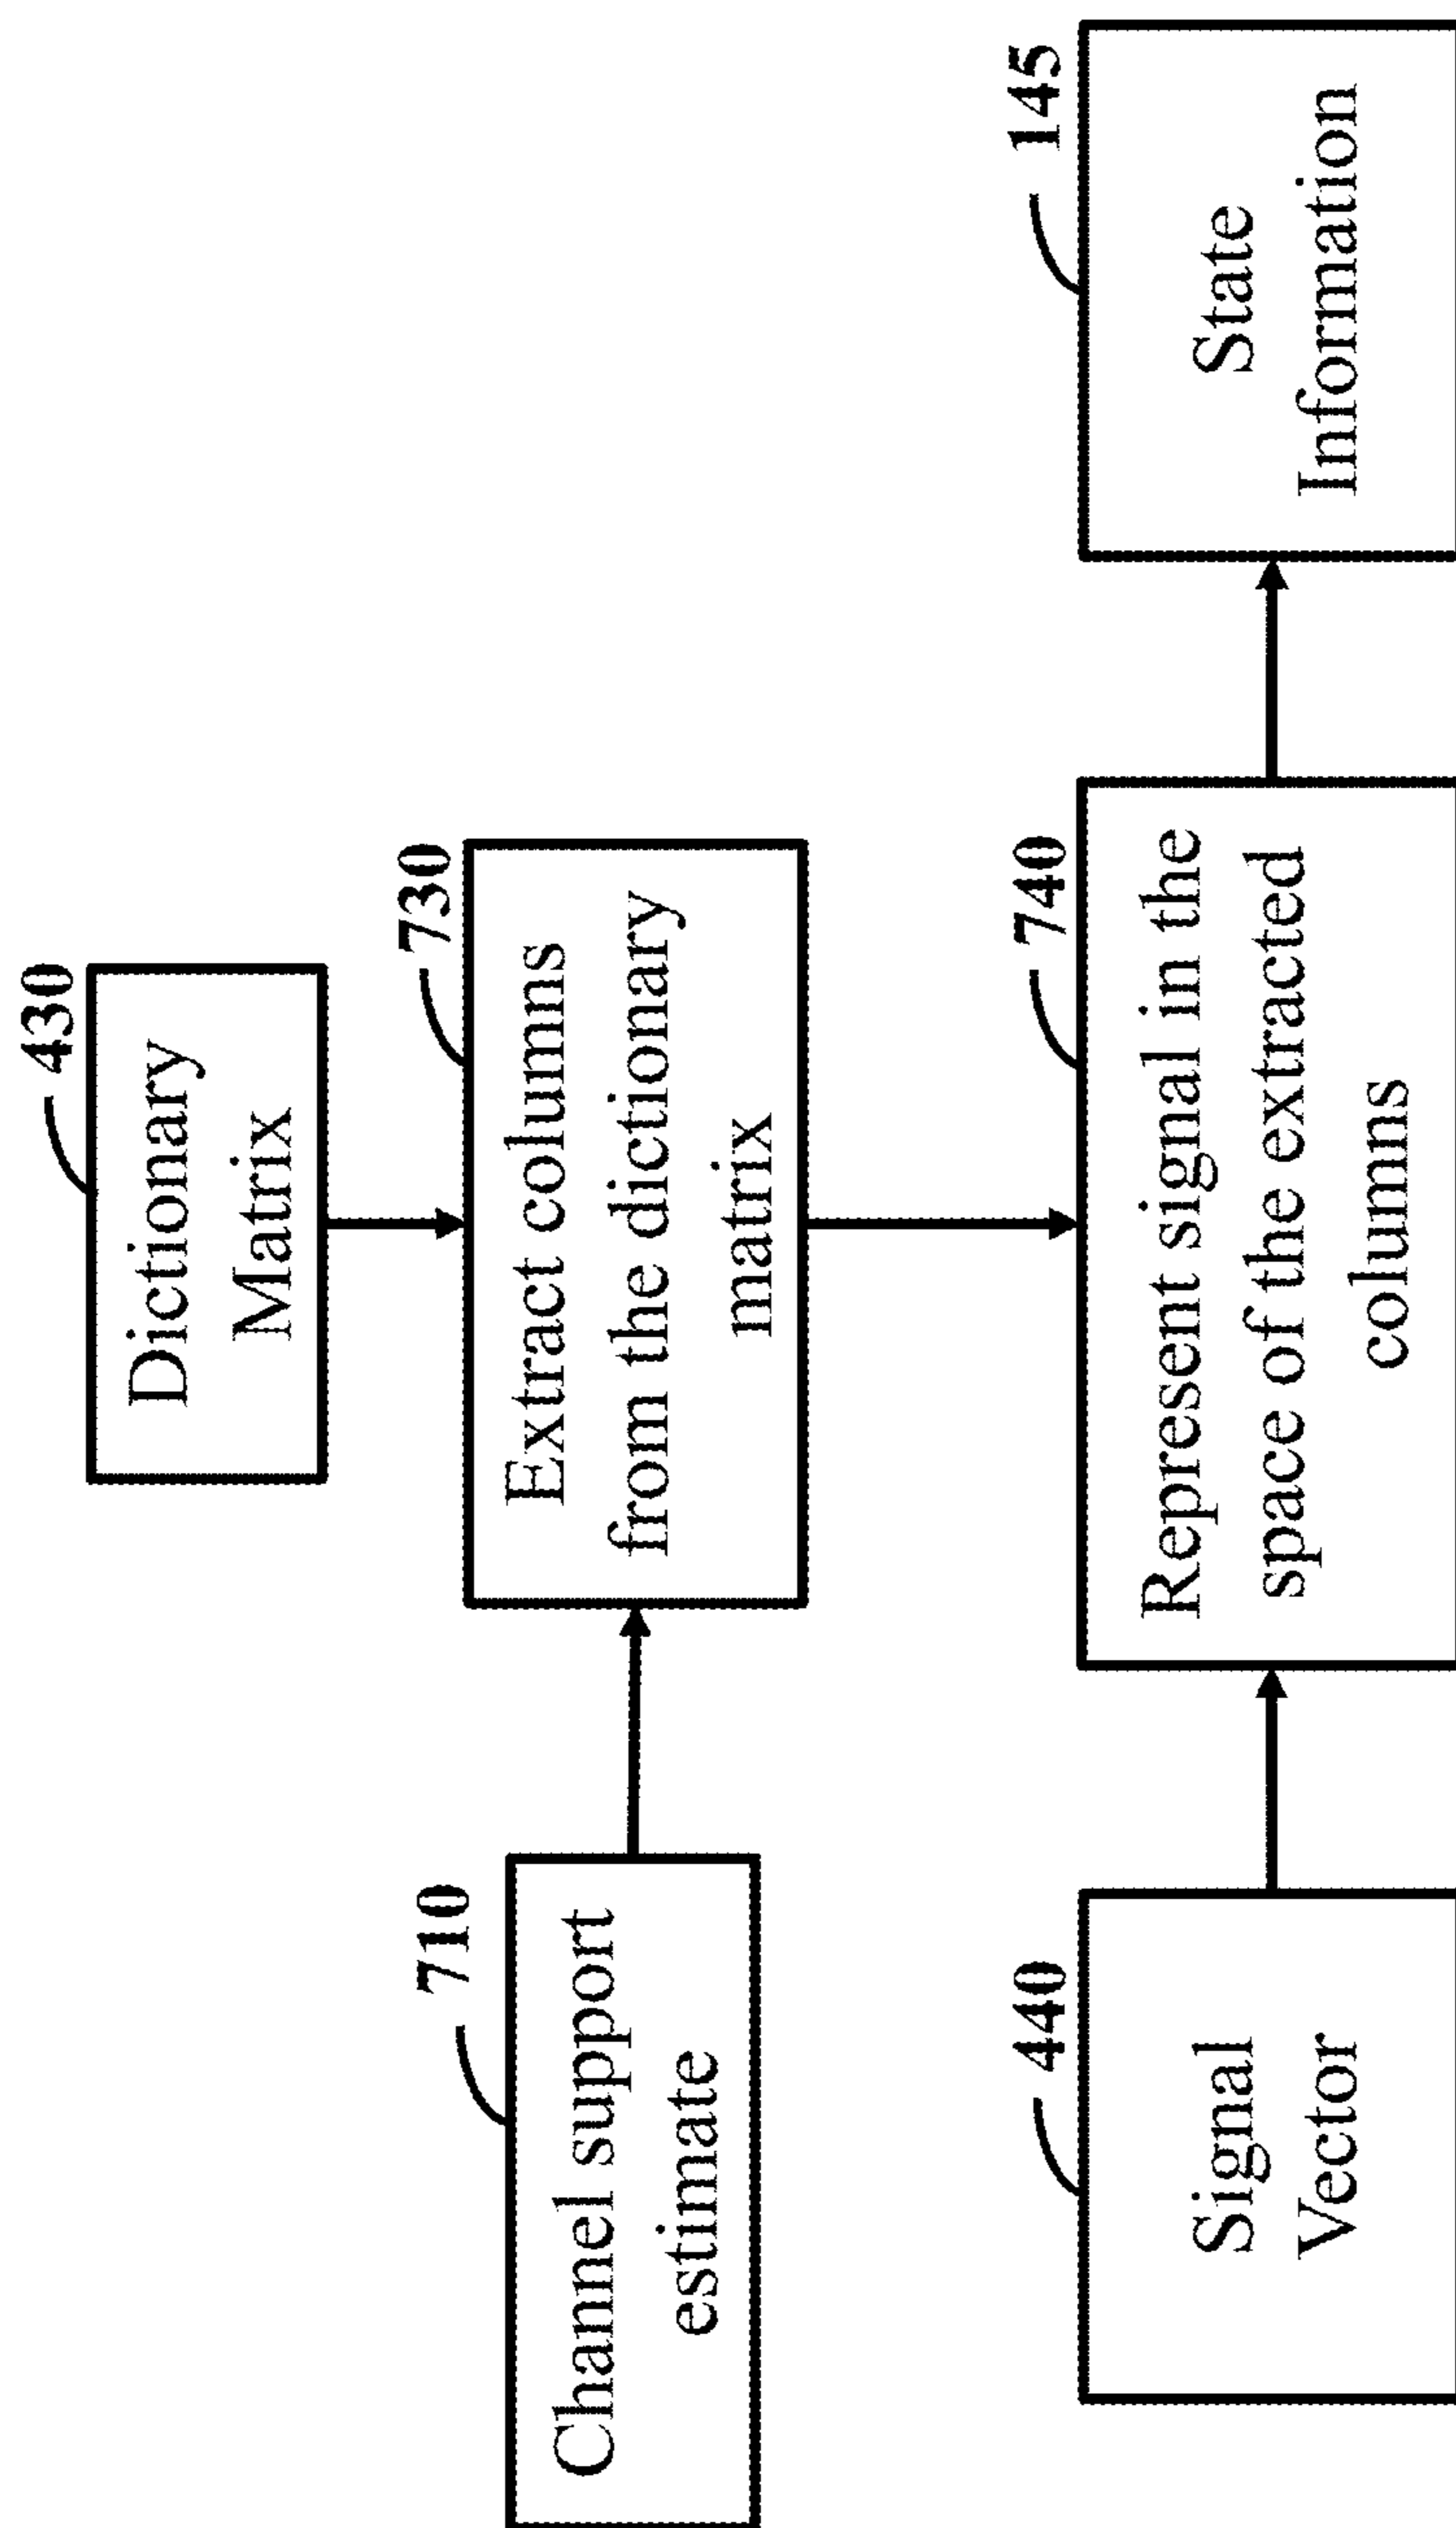 430
Dictionary
Matrix
710
Channel support
estimate
730
Extract columns
from the dictionary
matrix
440
Signal
Vector
740
Represent signal in the
space of the extracted
columns
145
State
Information